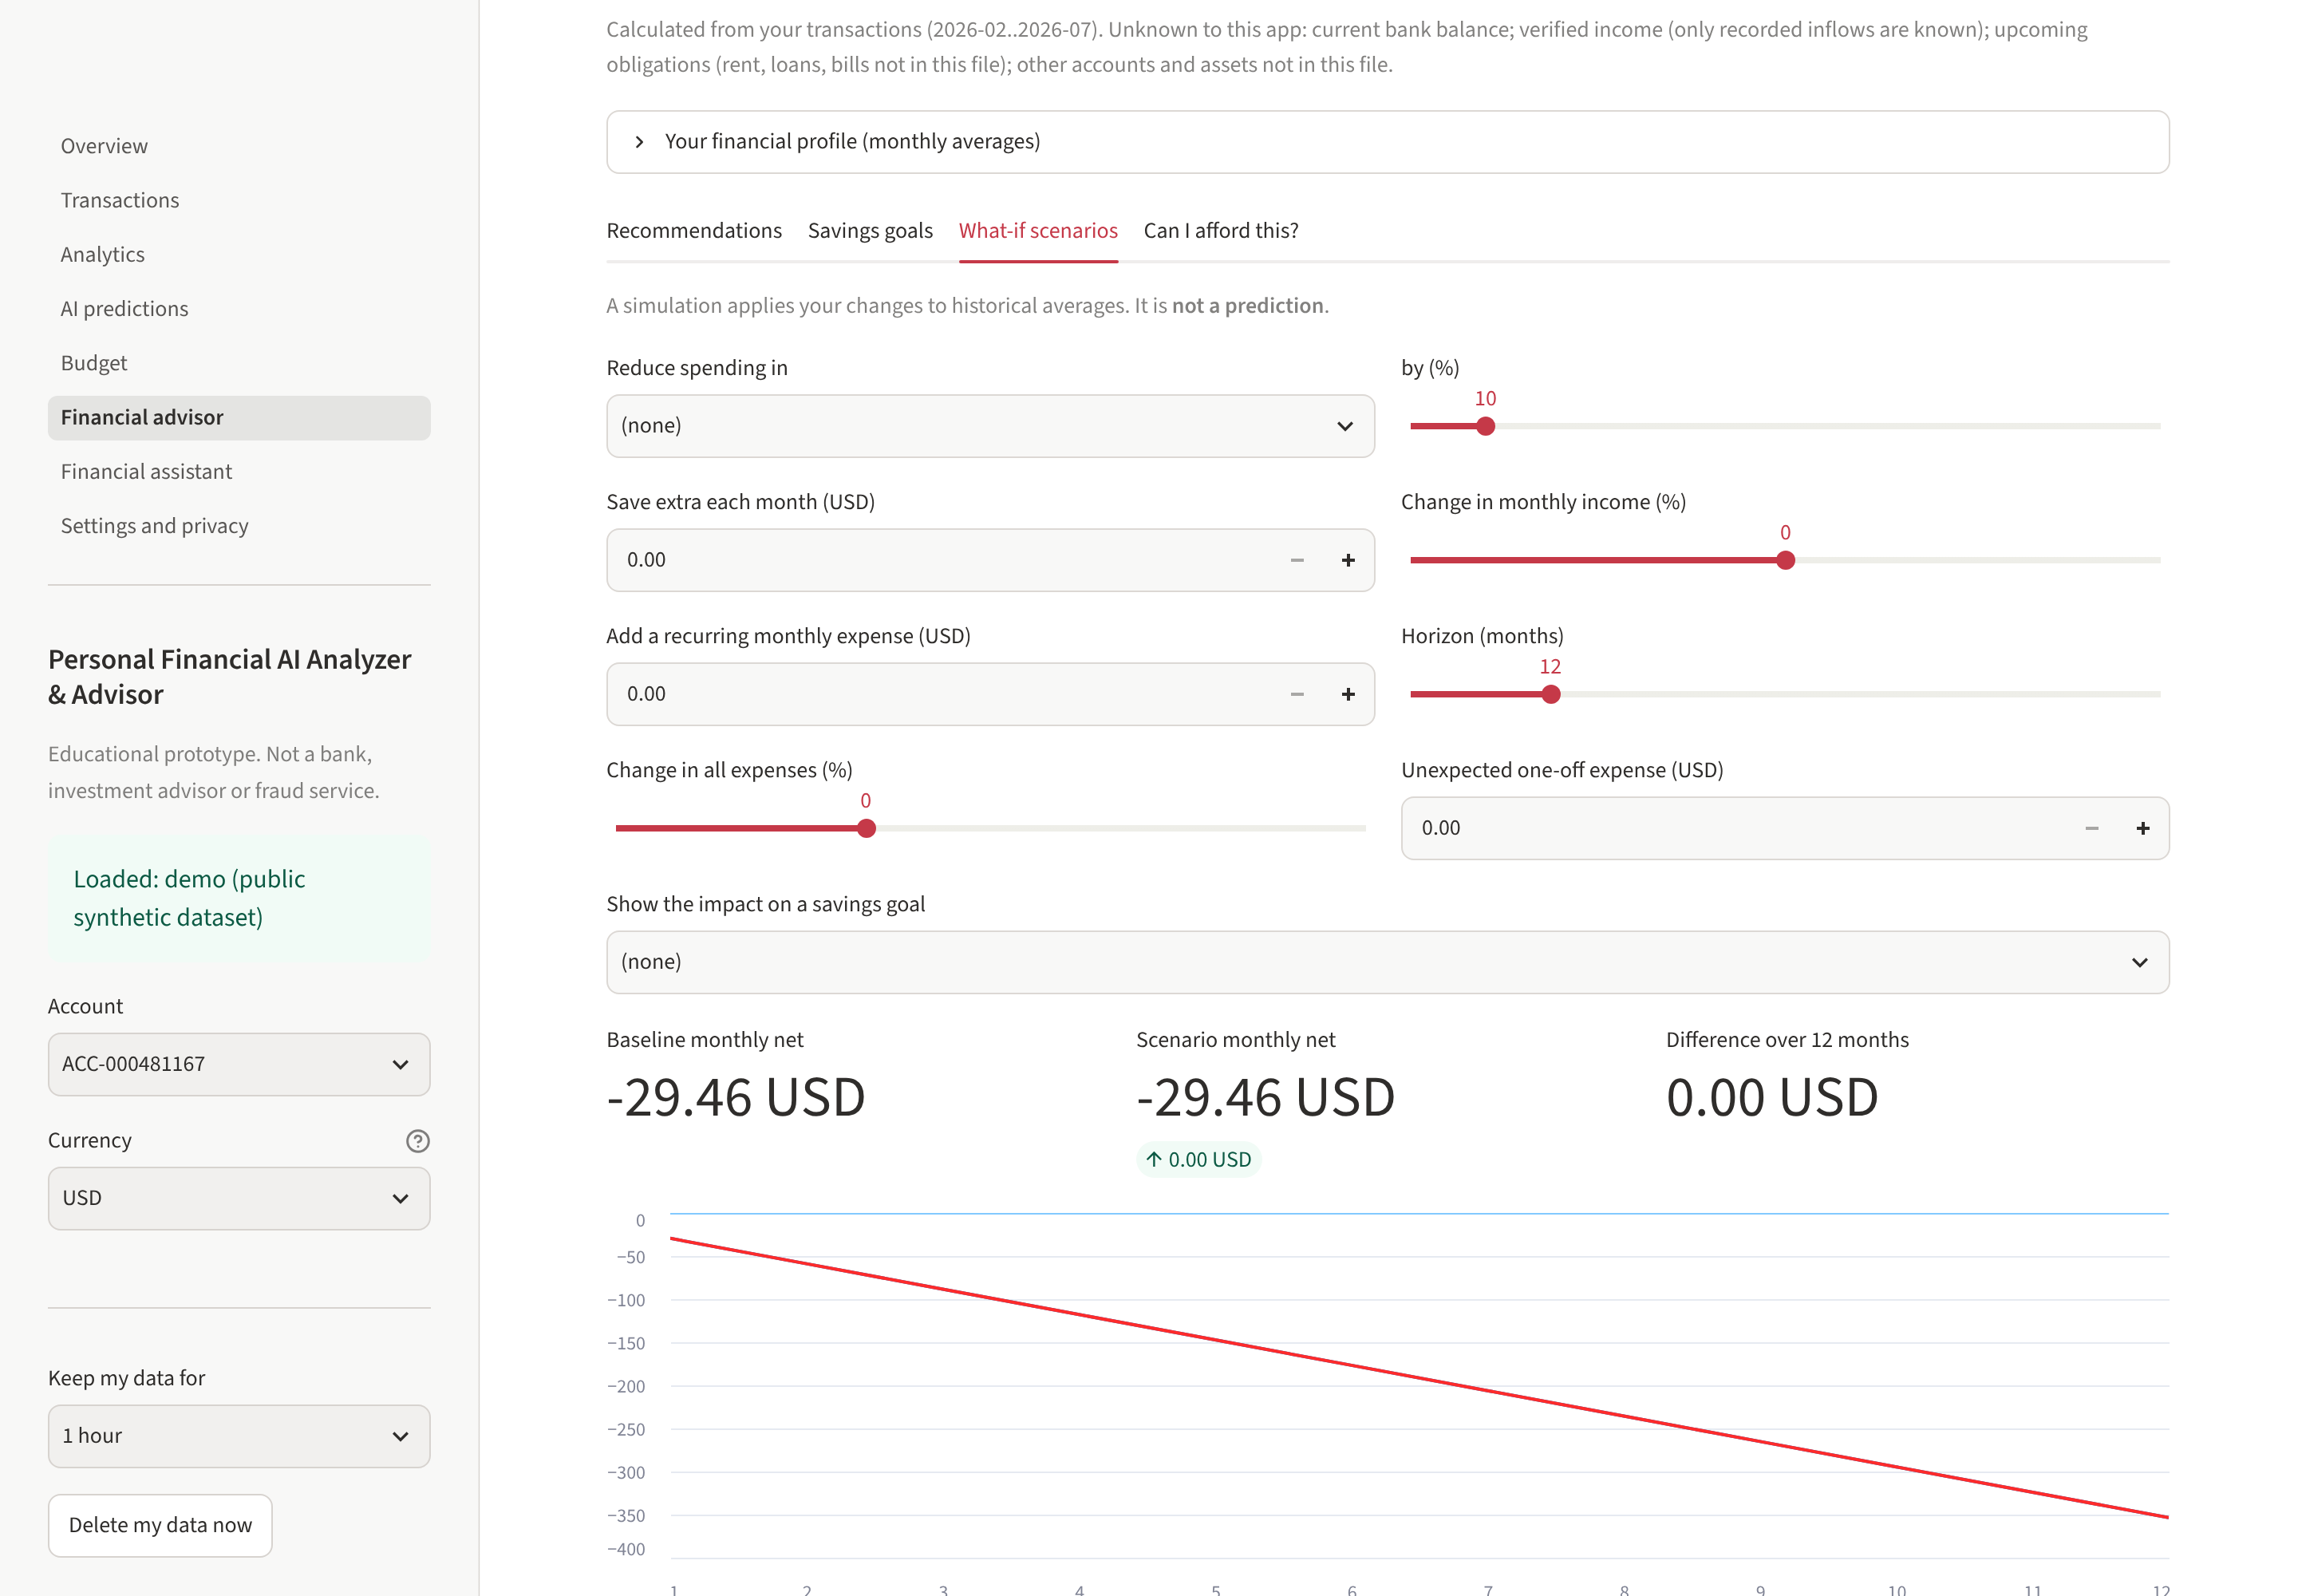 Overview
Transactions
Analytics
AI predictions
Budget
Financial advisor
Financial assistant
Settings and privacy
Personal Financial AI Analyzer
& Advisor
Educational prototype. Not a bank,
investment advisor or fraud service.
Loaded: demo (public
synthetic dataset)
Account
ACC-000481167
Currency
USD
Keep my data for
1 hour
Delete my data now
Calculated from your transactions (2026-02..2026-07). Unknown to this app: current bank balance; verified income (only recorded inflows are known); upcoming
obligations (rent, loans, bills not in this file); other accounts and assets not in this file.
Your financial profile (monthly averages)
Recommendations Savings goals What-if scenarios Can I afford this?
A simulation applies your changes to historical averages. It is not a prediction.
Reduce spending in
(none)
by (%)
10
Save extra each month (USD)
0.00
Change in monthly income (%)
0
Add a recurring monthly expense (USD)
0.00
Horizon (months)
12
Change in all expenses (%)
0
Unexpected one-off expense (USD)
0.00
Show the impact on a savings goal
(none)
Baseline monthly net
-29.46 USD
Scenario monthly net
-29.46 USD
↑ 0.00 USD
Difference over 12 months
0.00 USD
0
−50
−100
−150
−200
−250
−300
−350
−400
1 2 3 4 5 6 7 8 9 10 11 12